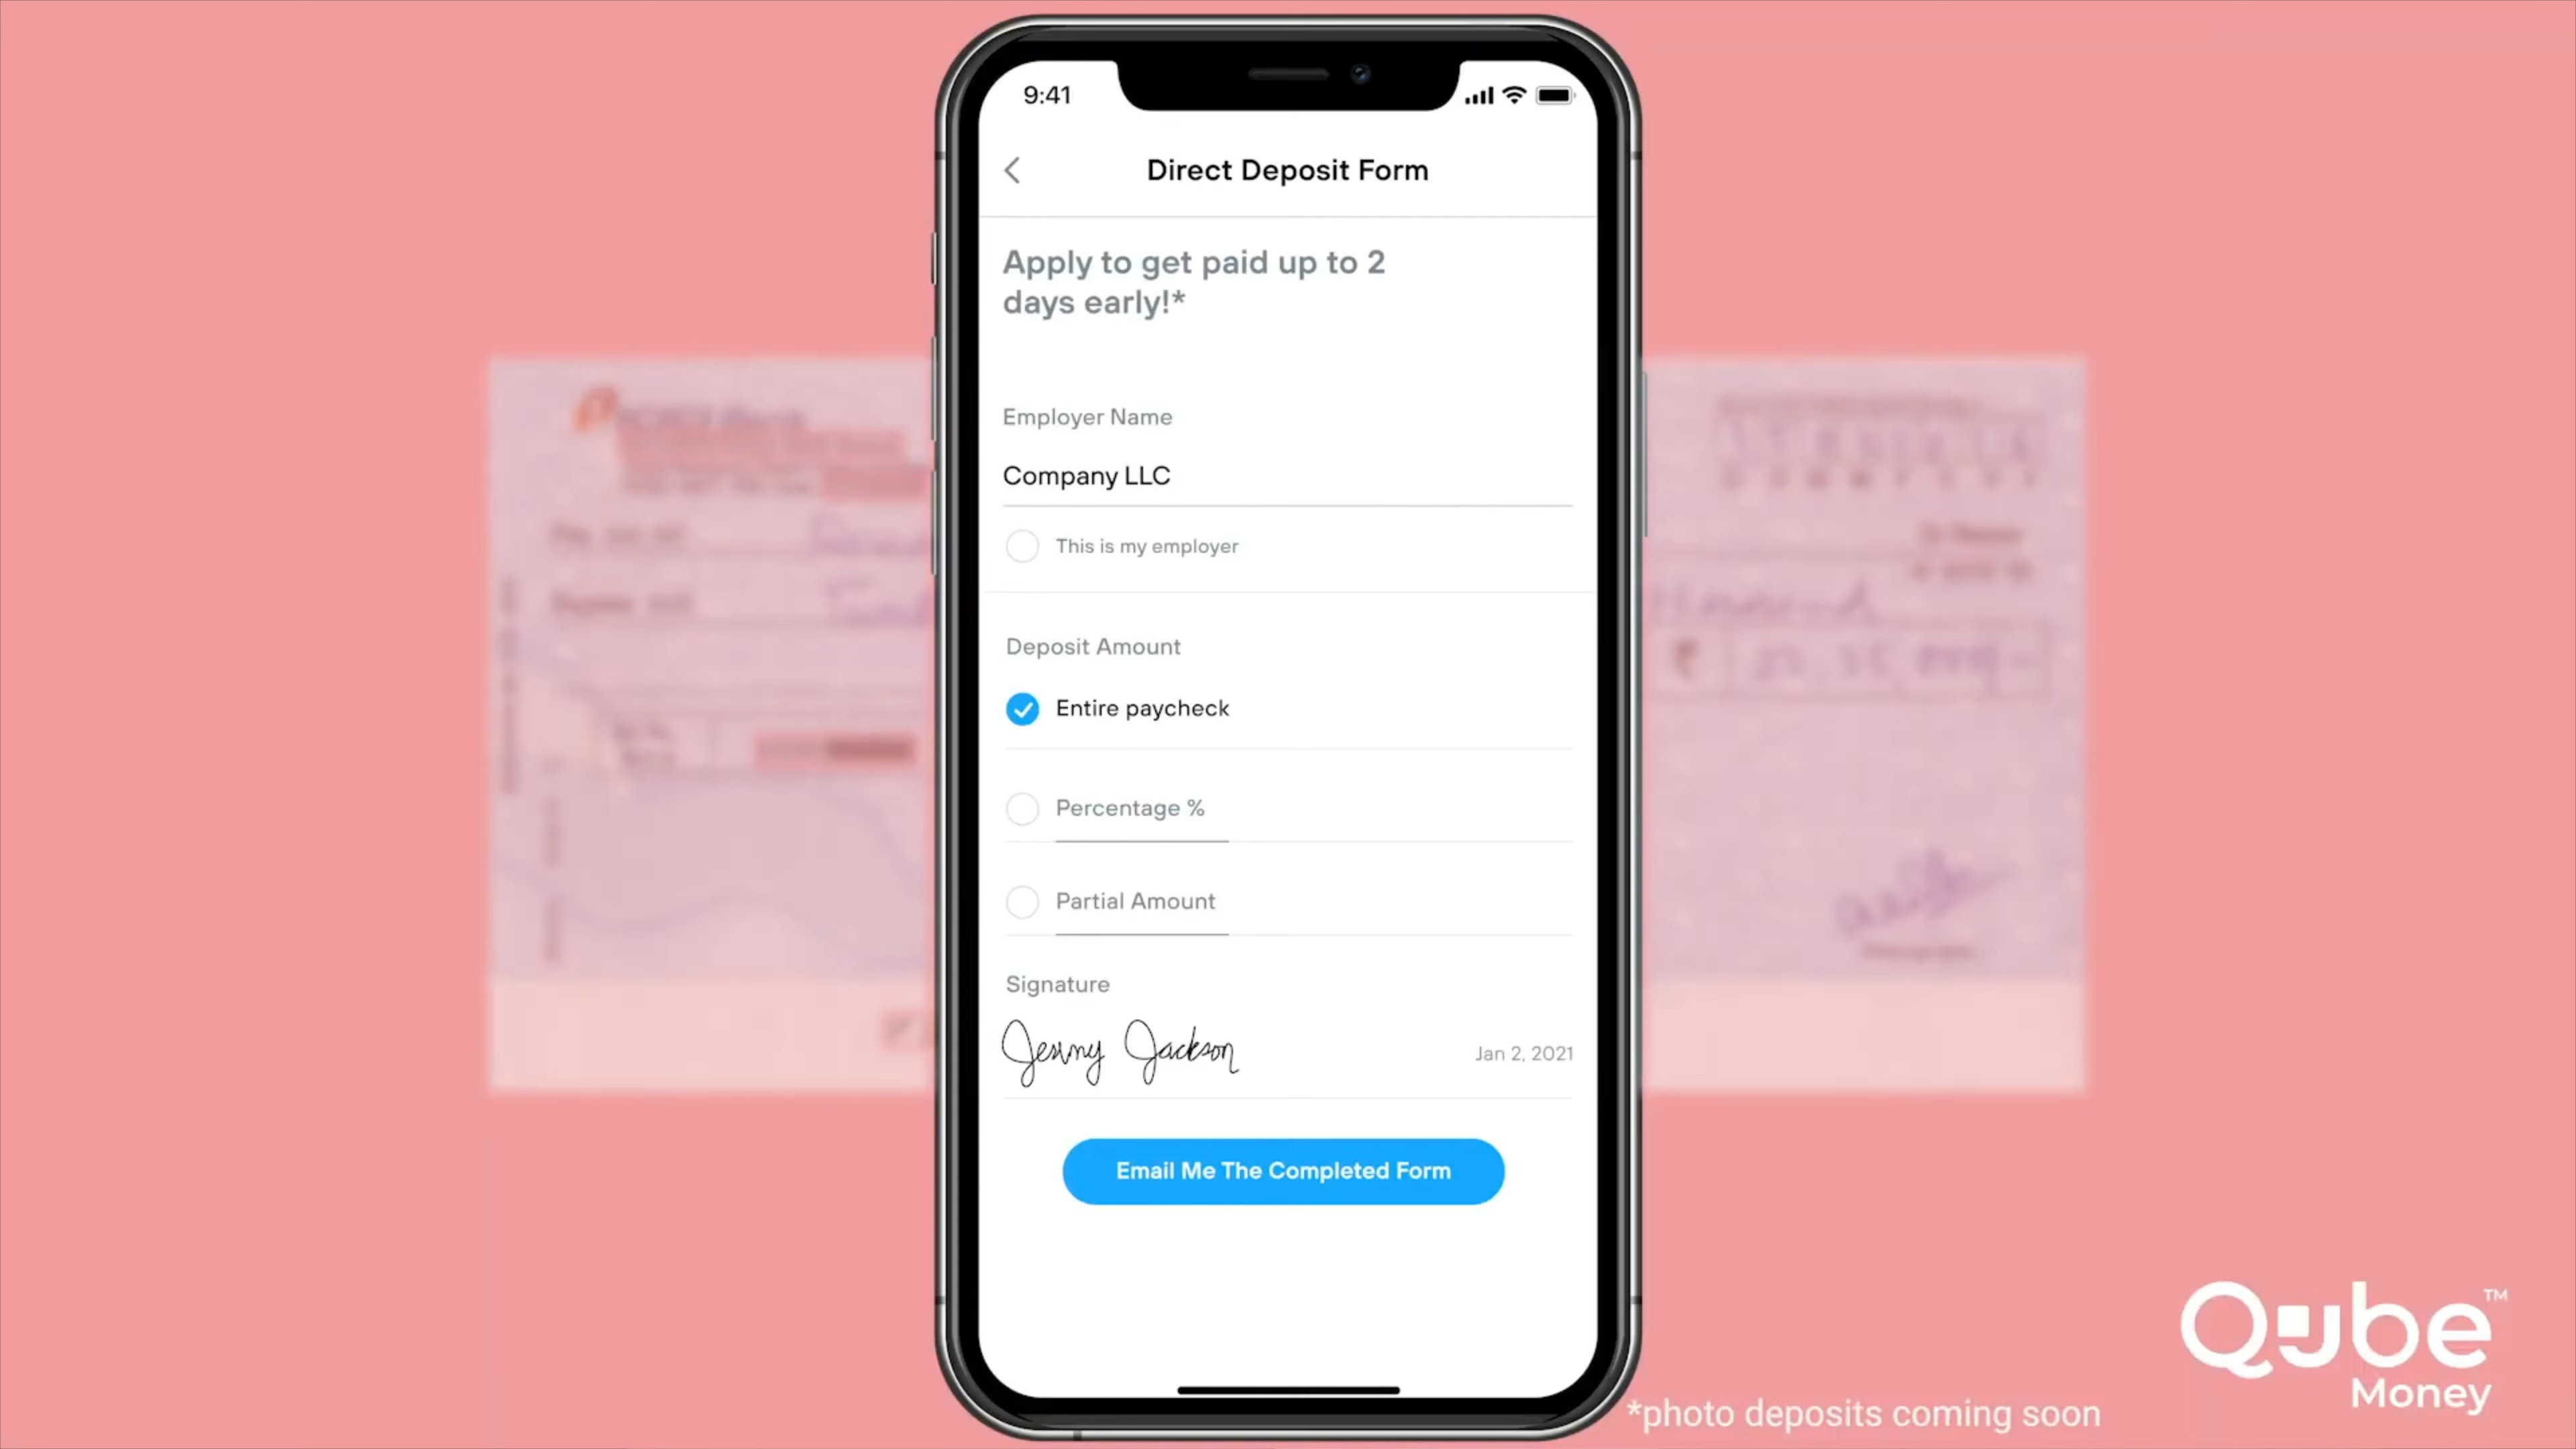 9:41
Direct Deposit Form
Apply to get paid up to 2
days early!*
Employer Name
Company LLC
This is my employer
Deposit Amount
Entire paycheck
Percentage %
Partial Amount
Signature
Jenny Jackson
Jan 2, 2021
Email Me The Completed Form
Qube™
Money
*photo deposits coming soon